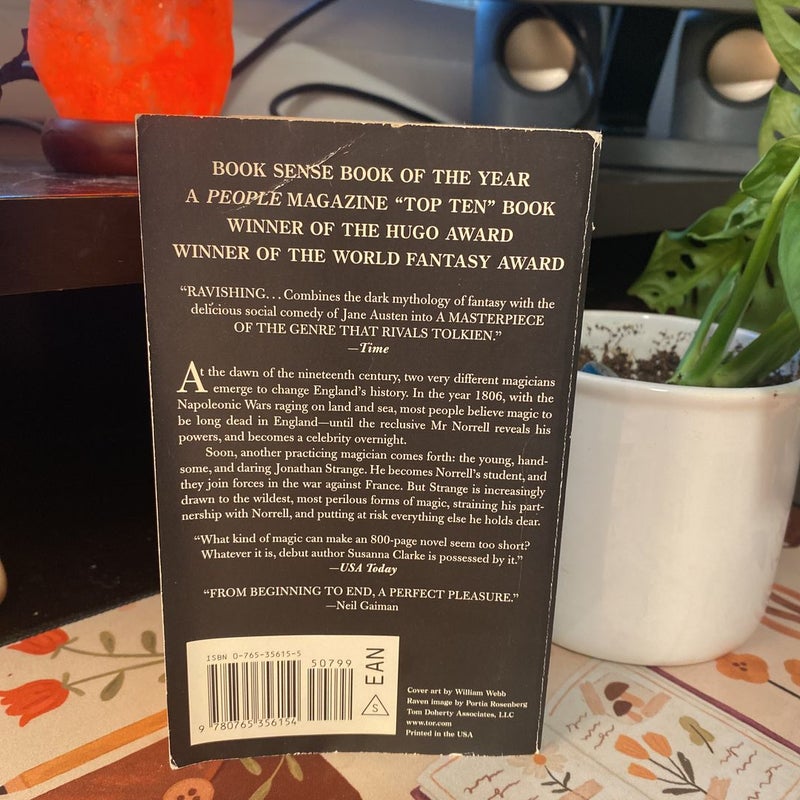 BOOK SENSE BOOK OF THE YEAR
A PEOPLE MAGAZINE “TOP TEN” BOOK
WINNER OF THE HUGO AWARD
WINNER OF THE WORLD FANTASY AWARD
“RAVISHING... Combines the dark mythology of fantasy with the
delicious social comedy of Jane Austen into A MASTERPIECE
OF THE GENRE THAT RIVALS TOLKIEN.”
—Time
At the dawn of the nineteenth century, two very different magicians
emerge to change England’s history. In the year 1806, with the
Napoleonic Wars raging on land and sea, most people believe magic to
be long dead in England—until the reclusive Mr Norrell reveals his
powers, and becomes a celebrity overnight.
Soon, another practicing magician comes forth: the young, hand-
some, and daring Jonathan Strange. He becomes Norrell’s student, and
they join forces in the war against France. But Strange is increasingly
drawn to the wildest, most perilous forms of magic, straining his part-
nership with Norrell, and putting at risk everything else he holds dear.
“What kind of magic can make an 800-page novel seem too short?
Whatever it is, debut author Susanna Clarke is possessed by it.”
—USA Today
“FROM BEGINNING TO END, A PERFECT PLEASURE.”
—Neil Gaiman
ISBN 0-765-35615-5
50799
EAN
S
9 780765 356154
Cover art by William Webb
Raven image by Portia Rosenberg
Tom Doherty Associates, LLC
www.tor.com
Printed in the USA